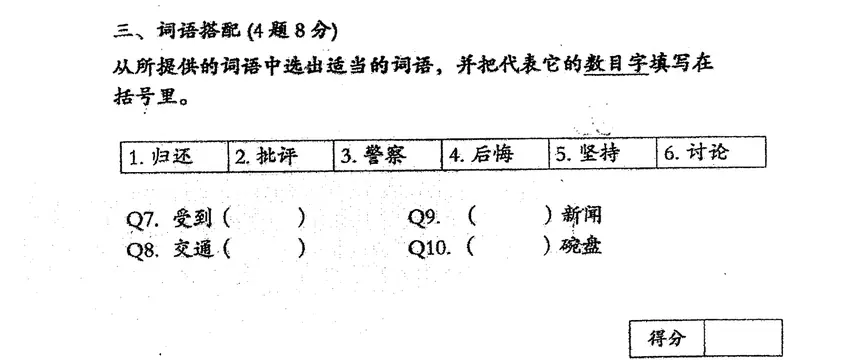 三、词语搭配 (4 题 8 分)
从所提供的词语中选出适当的词语，并把代表它的数目字填写在
括号里。
1. 归还 2. 批评 3. 警察 4. 后悔 5. 坚持 6. 讨论
Q7. 受到 ( ) Q9. ( ) 新闻
Q8. 交通 ( ) Q10. ( ) 碗盘
得分